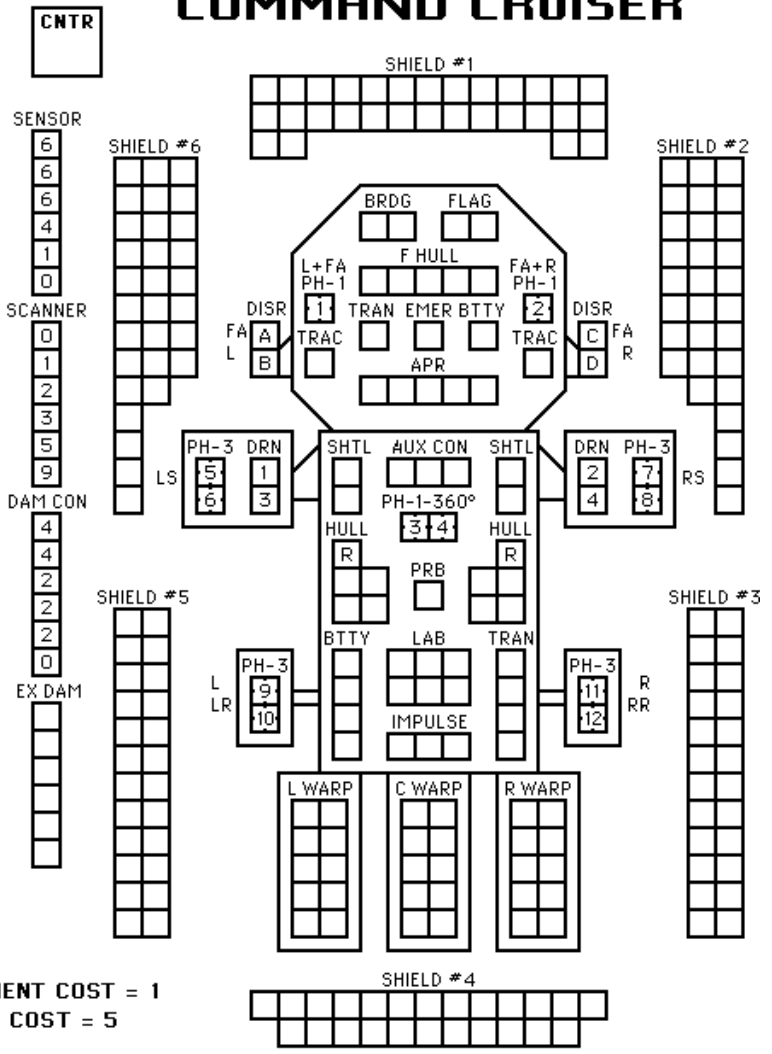 COMMAND CRUISER
CNTR
SHIELD #1
SENSOR
6
6
6
4
1
0
SHIELD #6
SHIELD #2
BRDG FLAG
F HULL
L+FA
PH-1
1
FA+R
PH-1
2
SCANNER
0
1
2
3
5
9
DISR
FA
L
A
B
TRAN EMER BTTY
TRAC
TRAC
DISR
C
D
FA
R
APR
PH-3 DRN
LS
5 1
6 3
SHTL AUX CON SHTL
DRN PH-3
2 7
4 8
RS
DAM CON
4
4
2
2
2
0
PH-1-360°
3 4
HULL
R
HULL
R
PRB
SHIELD #5
SHIELD #3
BTTY LAB TRAN
L
LR
PH-3
9
10
PH-3
11
12
R
RR
EX DAM
IMPULSE
L WARP C WARP R WARP
SHIELD #4
COST = 1
COST = 5